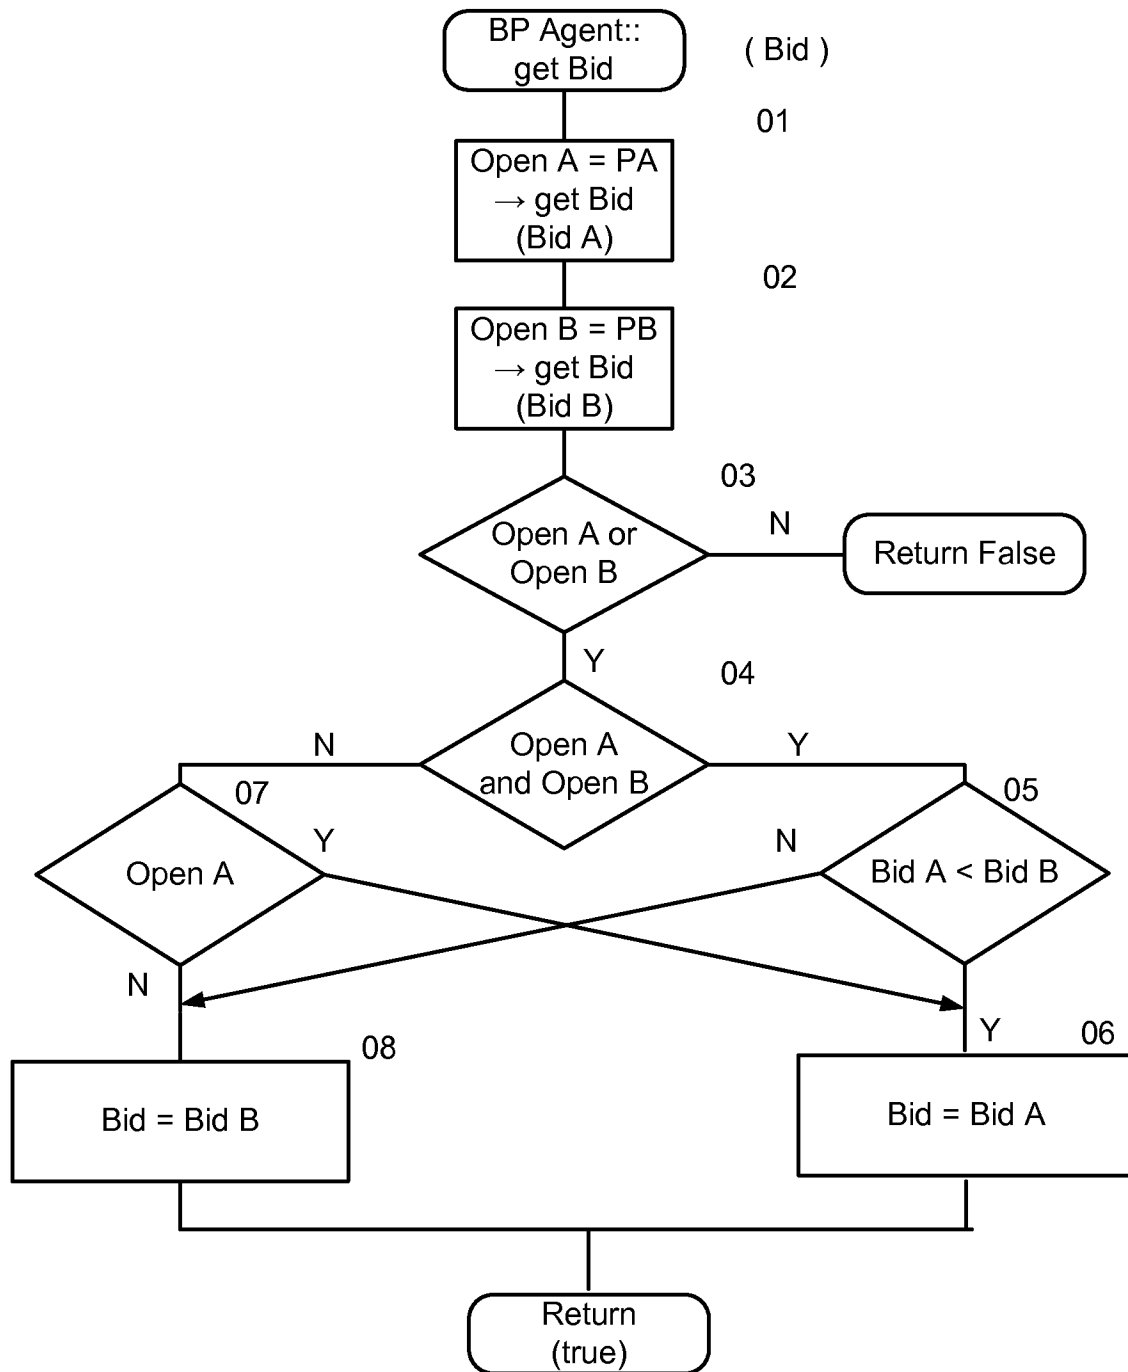 BP Agent::
get Bid
( Bid )
01
Open A = PA
→ get Bid
(Bid A)
02
Open B = PB
→ get Bid
(Bid B)
03
Open A or
Open B
N
Return False
Y
04
Open A
and Open B
N
Y
07
Open A
Y
N
05
Bid A < Bid B
N
Y
08
Bid = Bid B
06
Bid = Bid A
Return
(true)